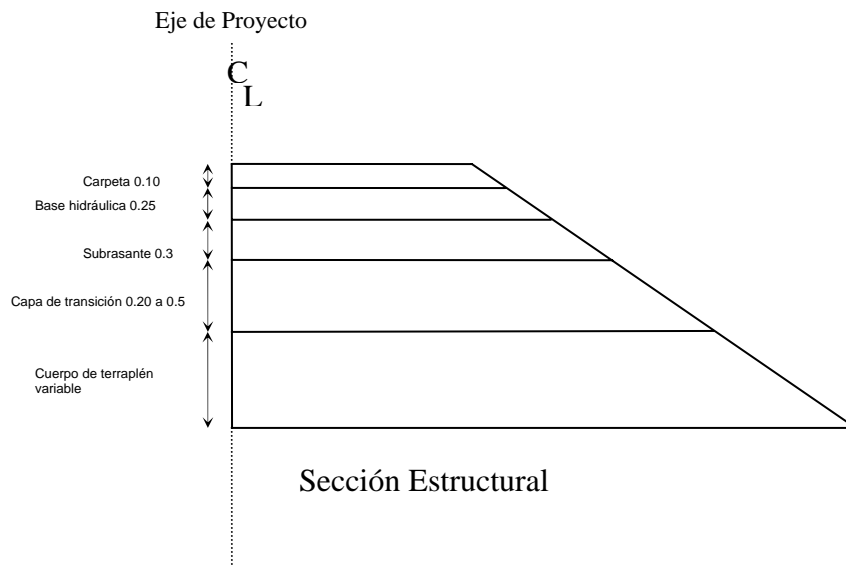 Eje de Proyecto
C
L
Carpeta 0.10
Base hidráulica 0.25
Subrasante 0.3
Capa de transición 0.20 a 0.5
Cuerpo de terraplén
variable
Sección Estructural